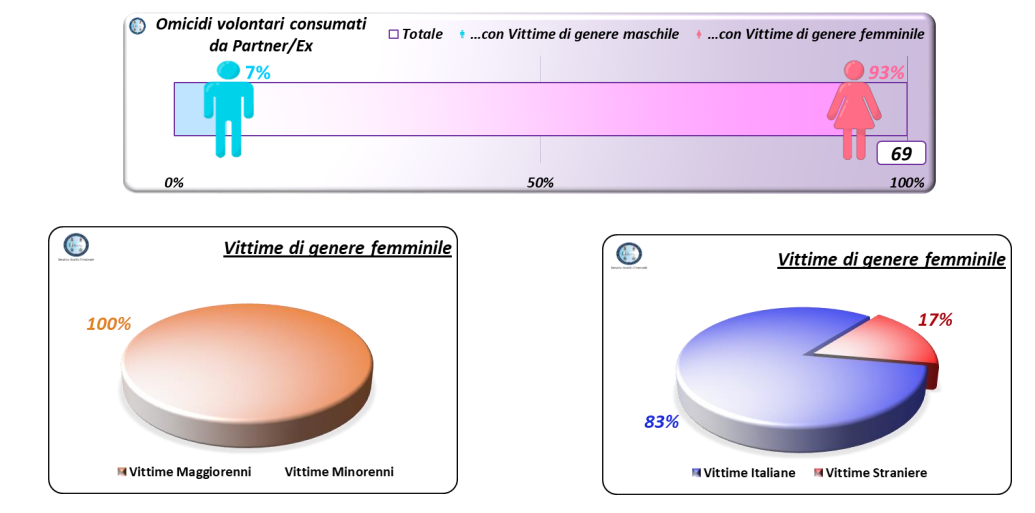 Omicidi volontari consumati
da Partner/Ex
Totale ...con Vittime di genere maschile ...con Vittime di genere femminile
7% 93%
69
0% 50% 100%
Vittime di genere femminile
100%
Vittime Maggiorenni Vittime Minorenni
Vittime di genere femminile
17%
83%
Vittime Italiane Vittime Straniere